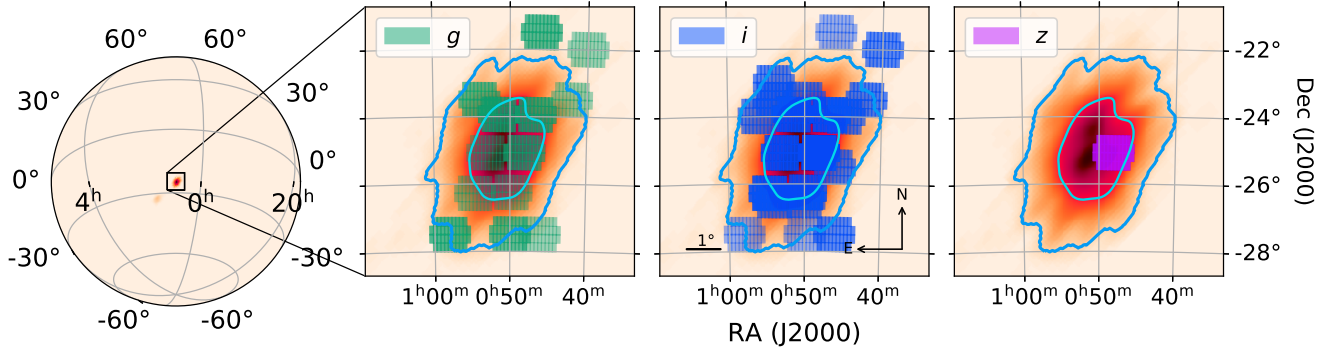 60° 60°
30° 30°
0° 0°
4ʰ 0ʰ 20ʰ
-30° -30°
-60° -60°
g
i
z
N
E
1°
1ʰ00ᵐ 0ʰ50ᵐ 40ᵐ
1ʰ00ᵐ 0ʰ50ᵐ 40ᵐ
1ʰ00ᵐ 0ʰ50ᵐ 40ᵐ
-22°
-24°
-26°
-28°
Dec (J2000)
RA (J2000)